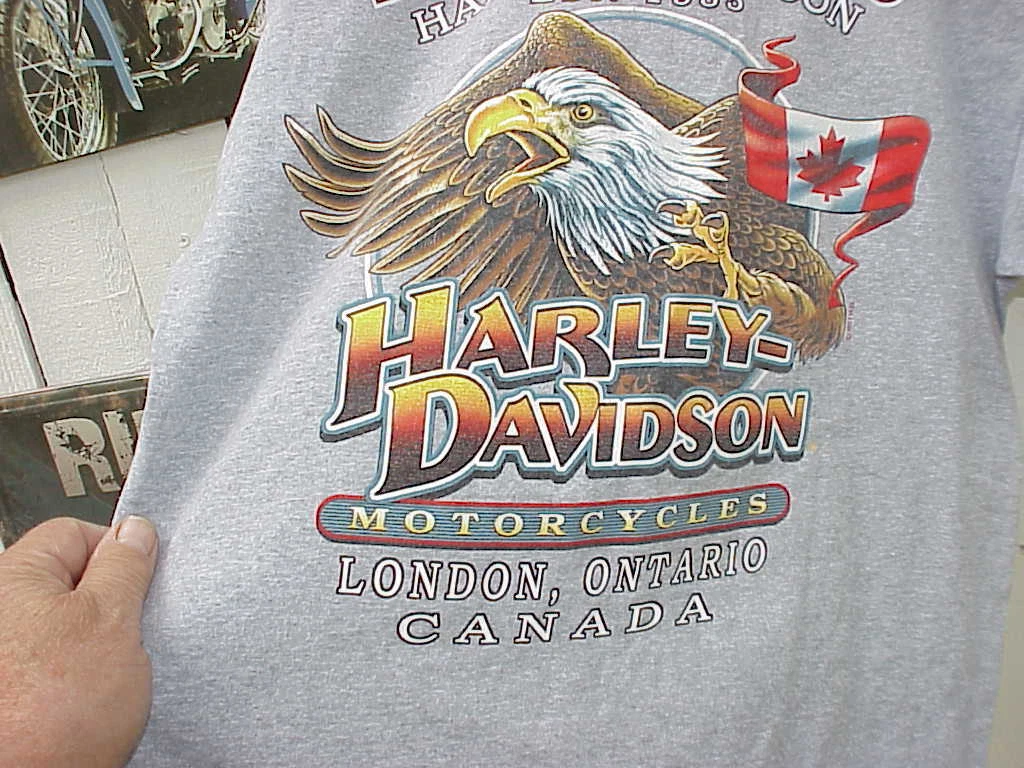 HARLEY-
DAVIDSON
MOTORCYCLES
LONDON, ONTARIO
CANADA